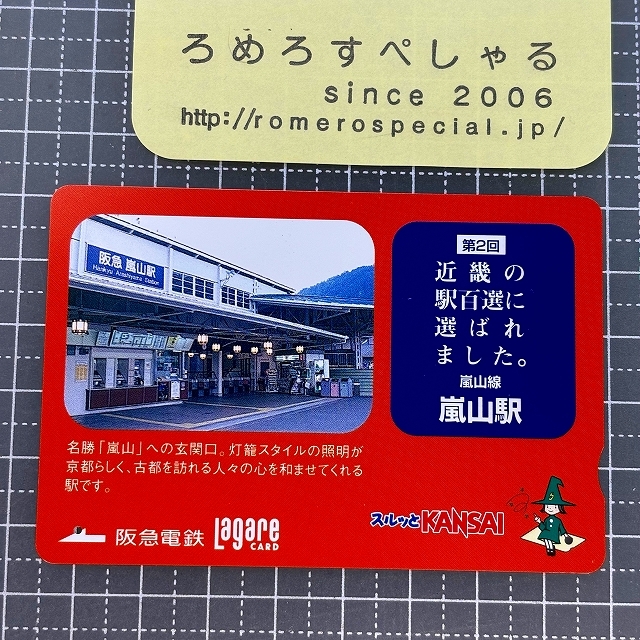 ろめろすぺしゃる
since 2006
http://romerospecial.jp/
阪急 嵐山駅
Hankyu Arashiyama Station
第2回
近畿の
駅百選に
選ばれ
ました。
嵐山線
嵐山駅
名勝「嵐山」への玄関口。灯籠スタイルの照明が
京都らしく、古都を訪れる人々の心を和ませてくれる
駅です。
阪急電鉄 Lagare
CARD
スルッとKANSAI